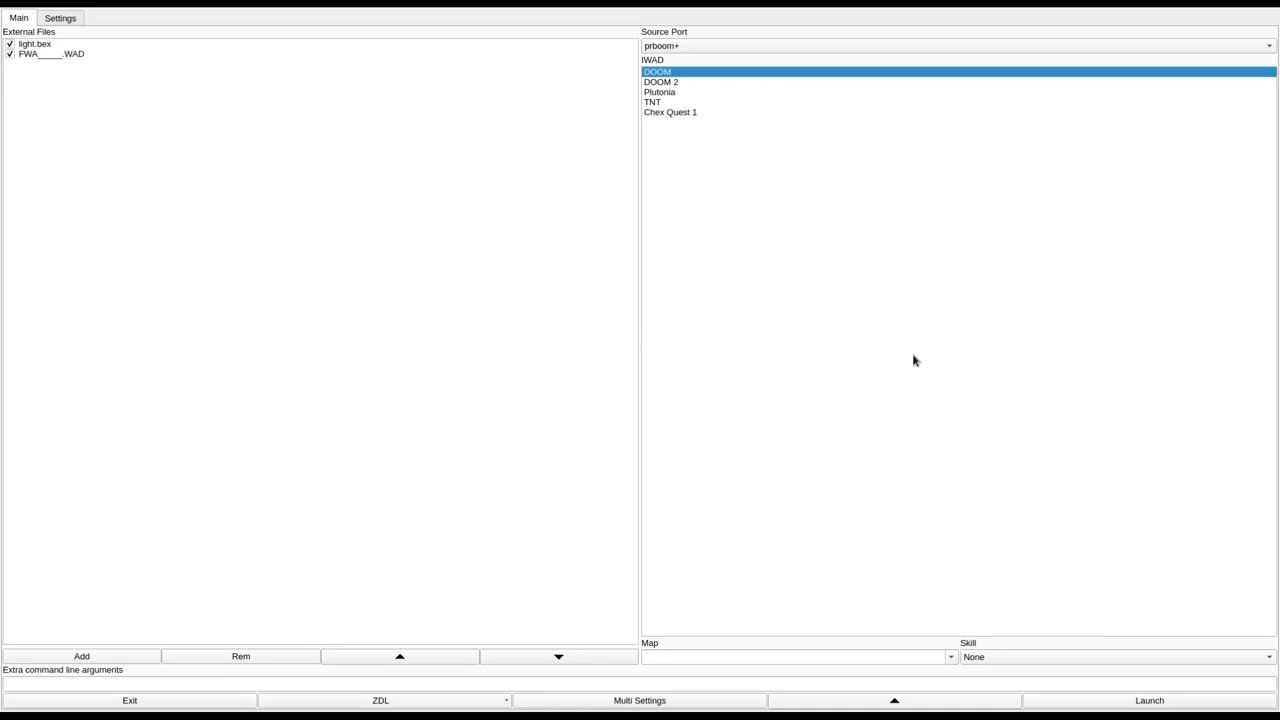 Main Settings
External Files
light.bex
FWA_____.WAD
Source Port
prboom+
IWAD
DOOM
DOOM 2
Plutonia
TNT
Chex Quest 1
Map Skill
None
Add Rem
Extra command line arguments
Exit ZDL Multi Settings Launch